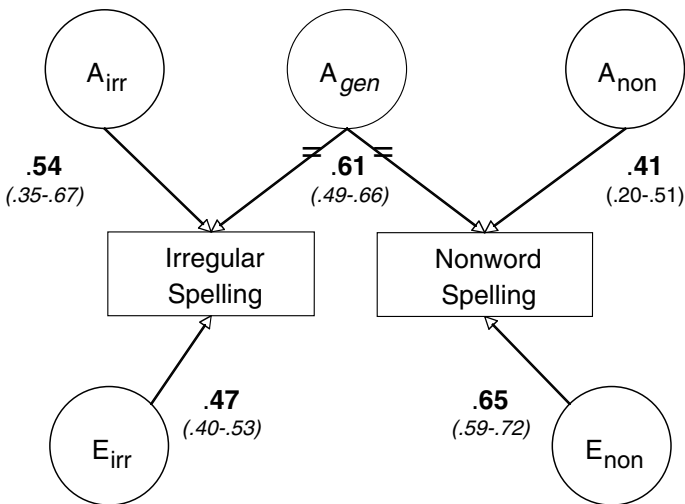 A_irr A_gen A_non
= =
.54 .61 .41
(.35-.67) (.49-.66) (.20-.51)
Irregular Nonword
Spelling Spelling
.47 .65
(.40-.53) (.59-.72)
E_irr E_non